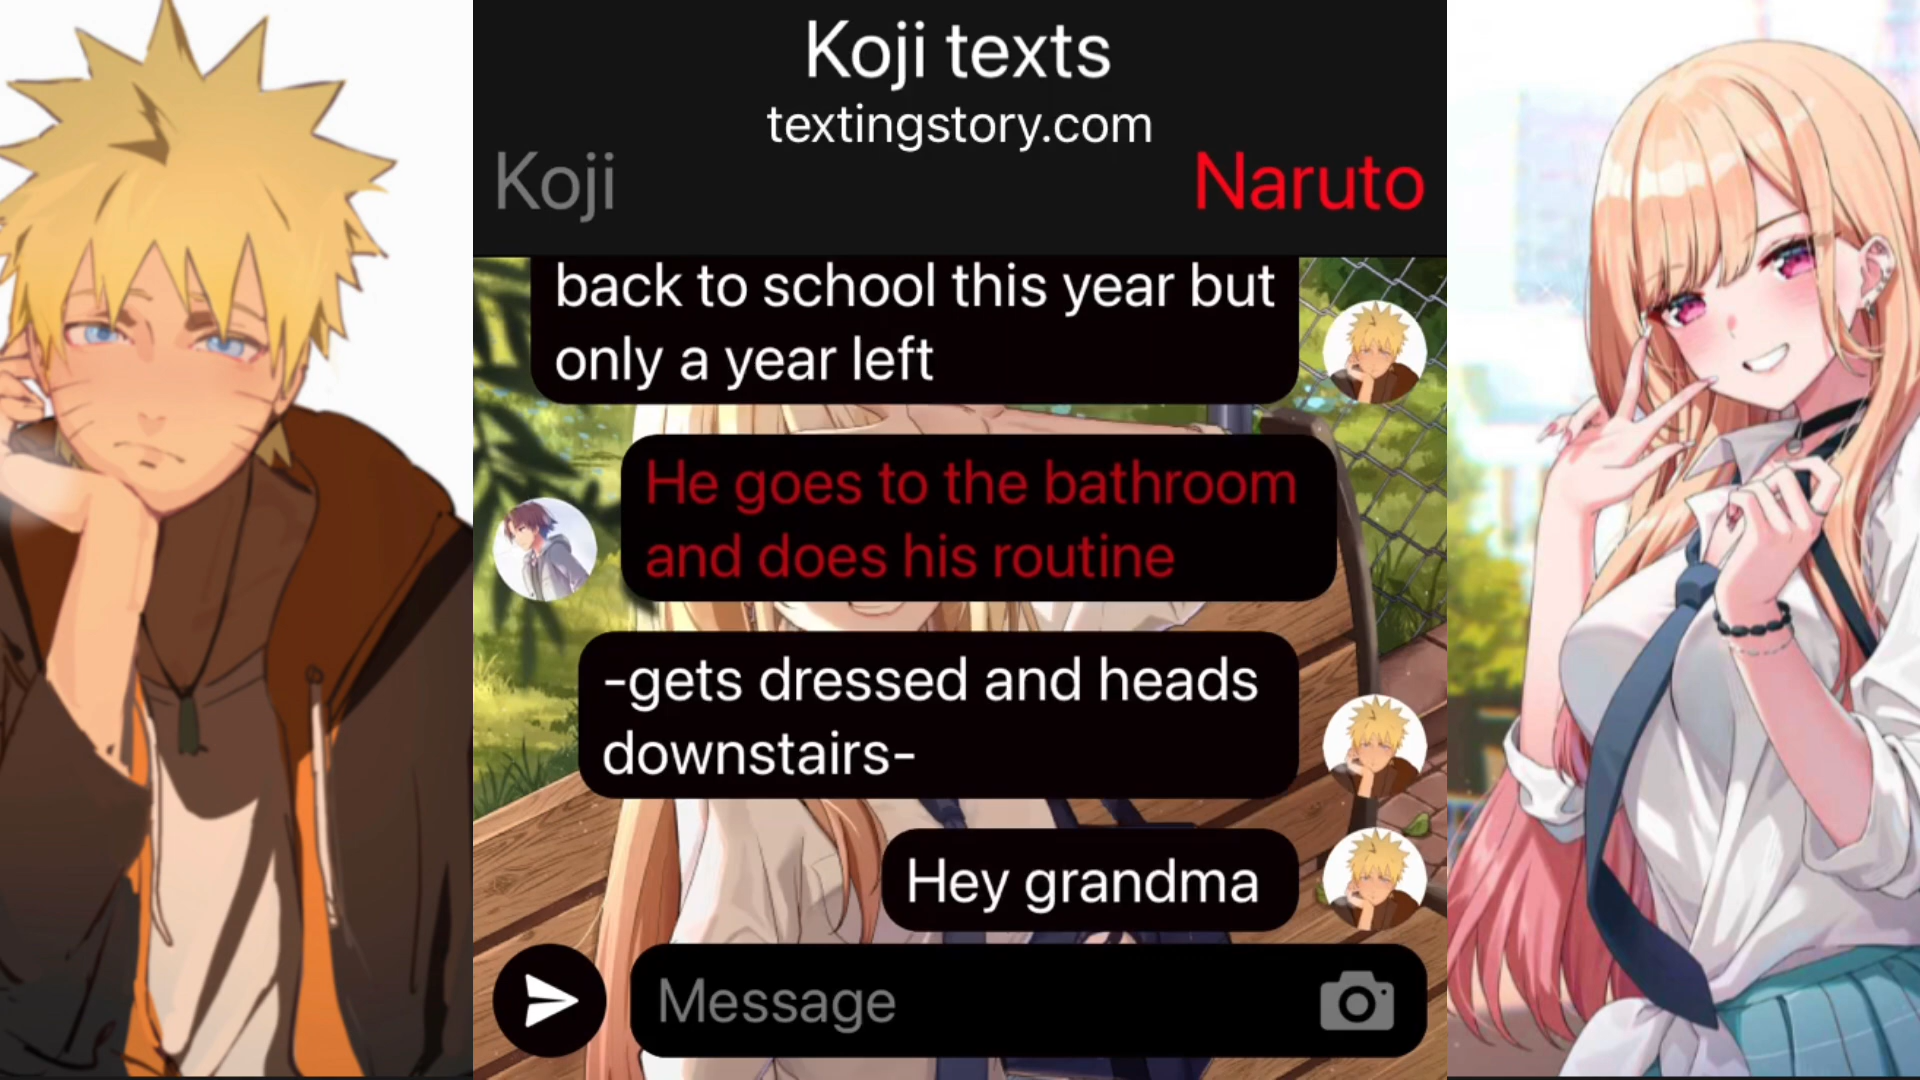 Koji texts
textingstory.com
Koji
Naruto
back to school this year but
only a year left
He goes to the bathroom
and does his routine
-gets dressed and heads
downstairs-
Hey grandma
Message